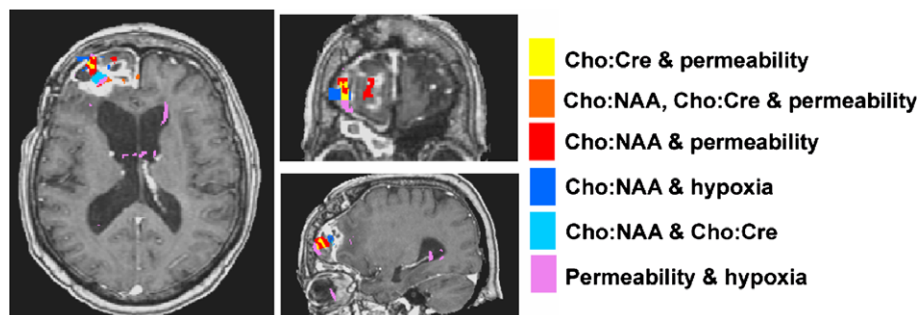 Cho:Cre & permeability
Cho:NAA, Cho:Cre & permeability
Cho:NAA & permeability
Cho:NAA & hypoxia
Cho:NAA & Cho:Cre
Permeability & hypoxia